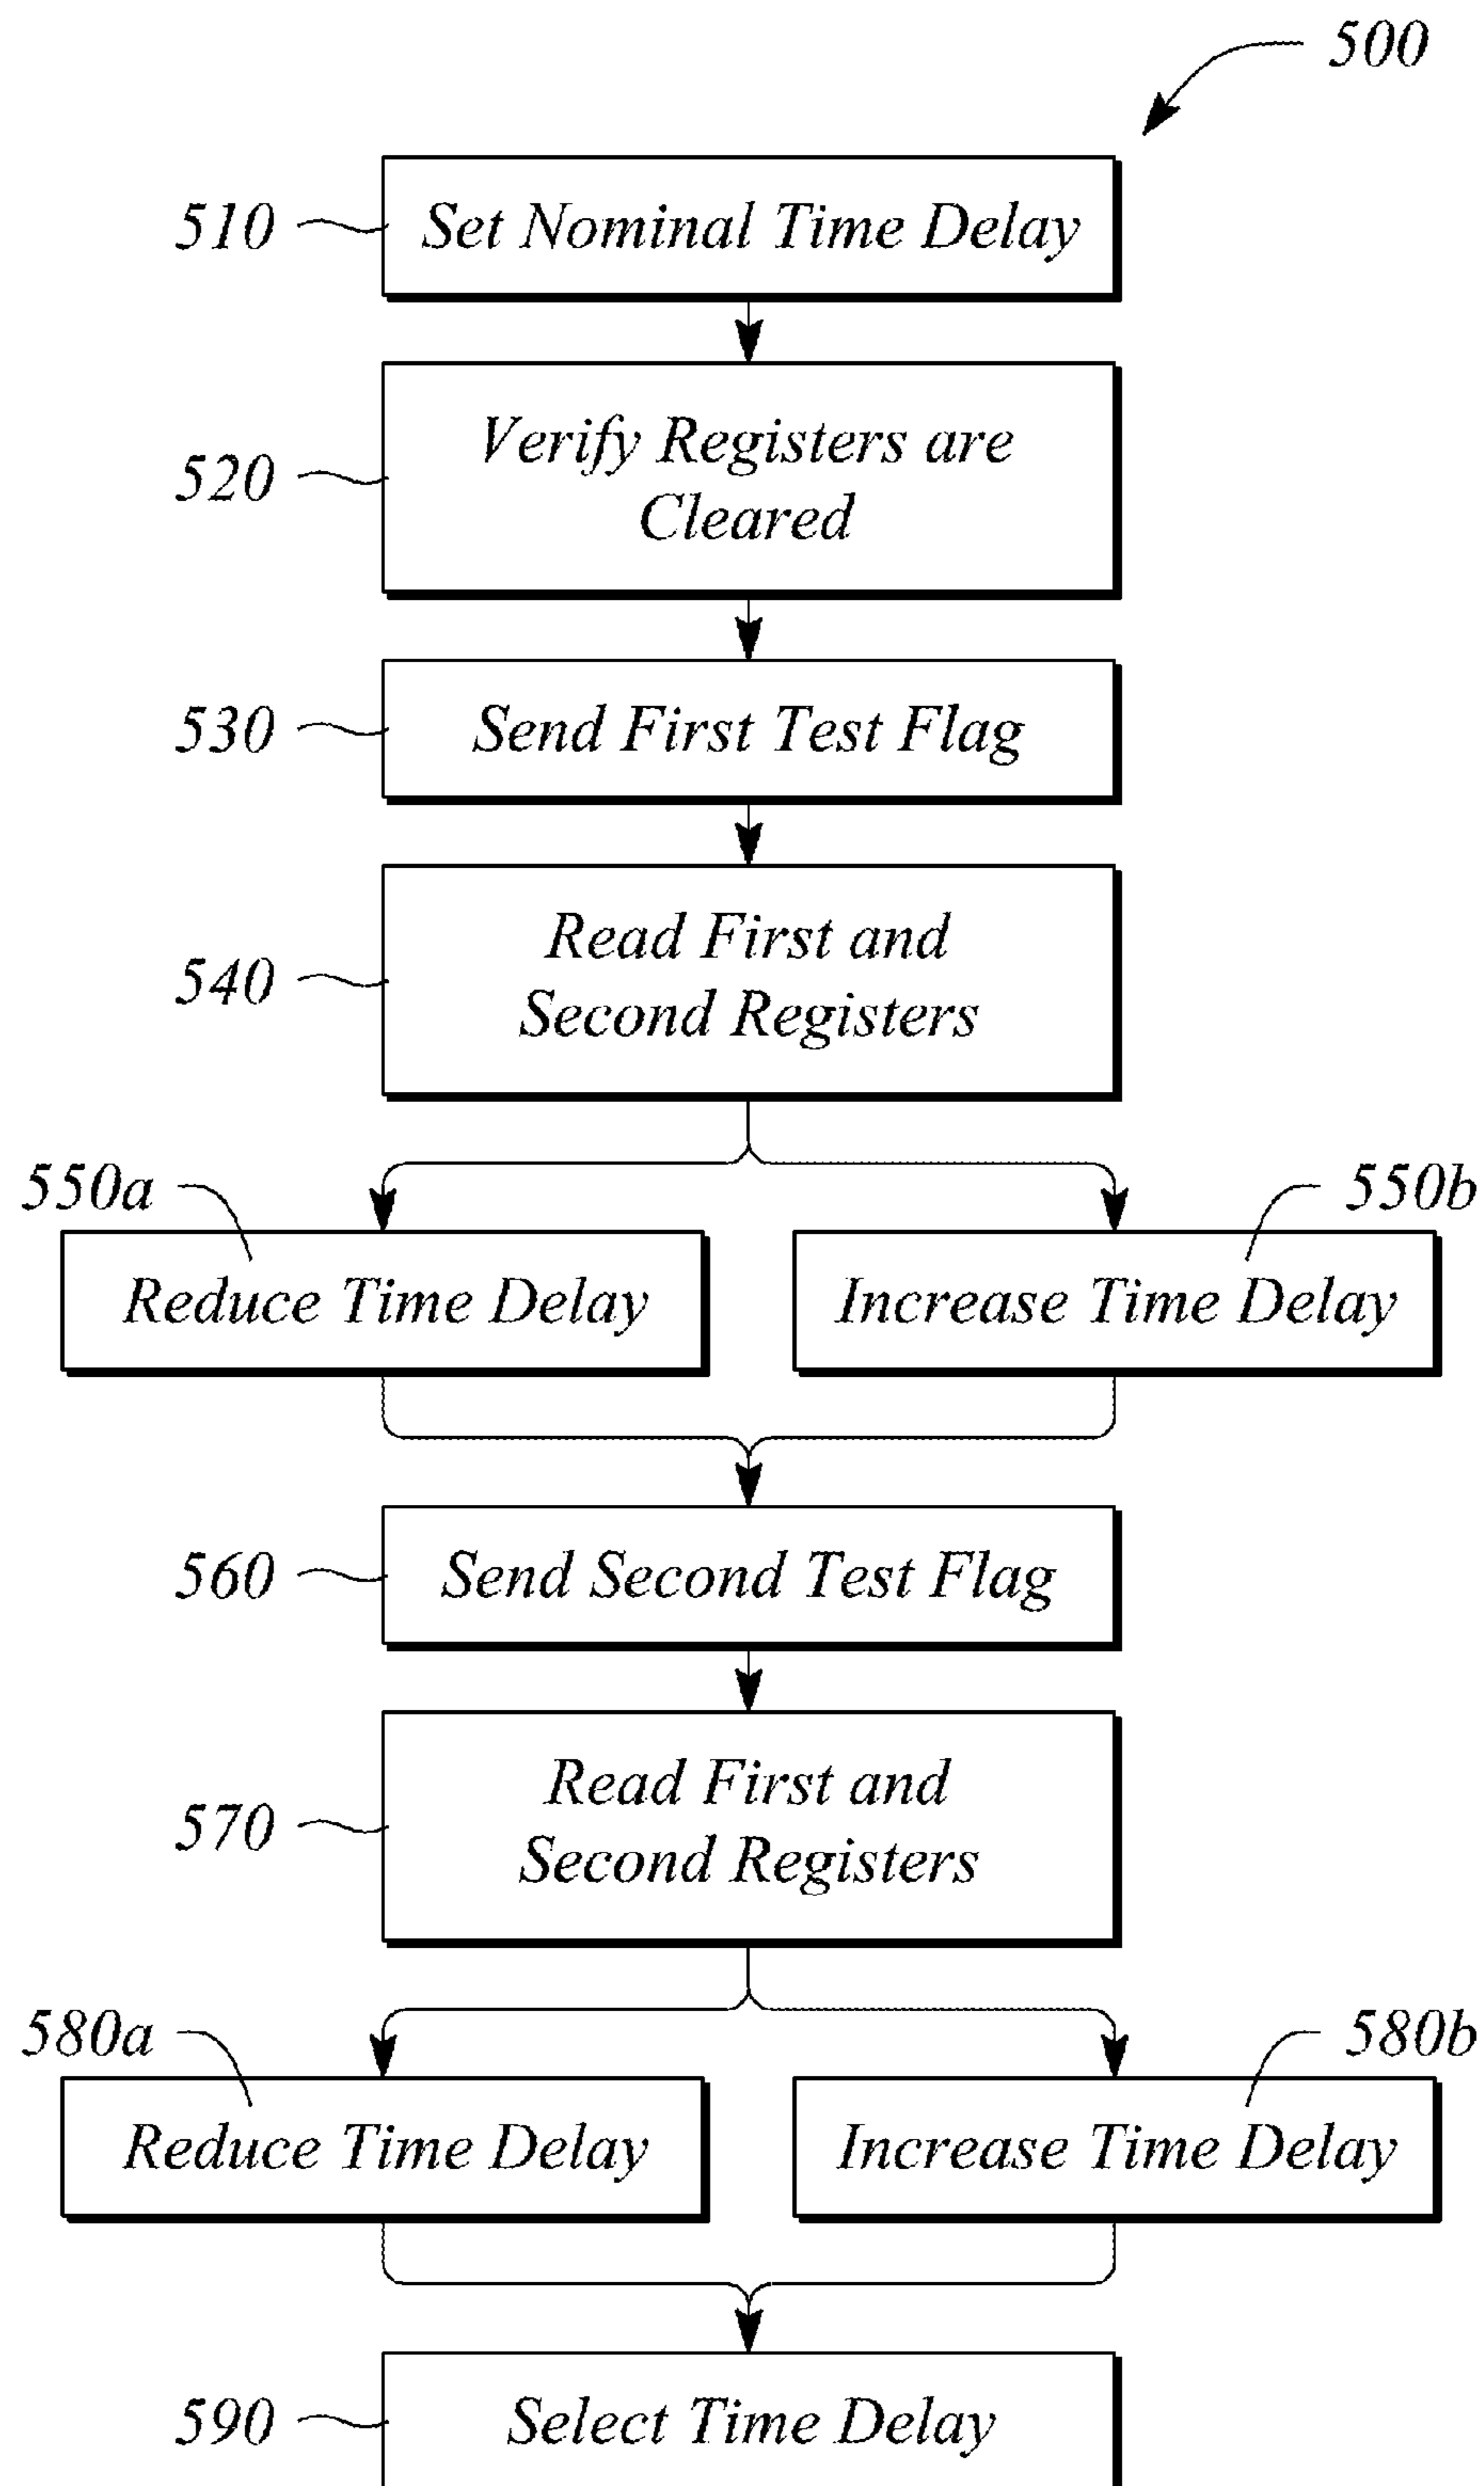 500
510
Set Nominal Time Delay
520
Verify Registers are
Cleared
530
Send First Test Flag
540
Read First and
Second Registers
550a
550b
Reduce Time Delay
Increase Time Delay
560
Send Second Test Flag
570
Read First and
Second Registers
580a
580b
Reduce Time Delay
Increase Time Delay
590
Select Time Delay